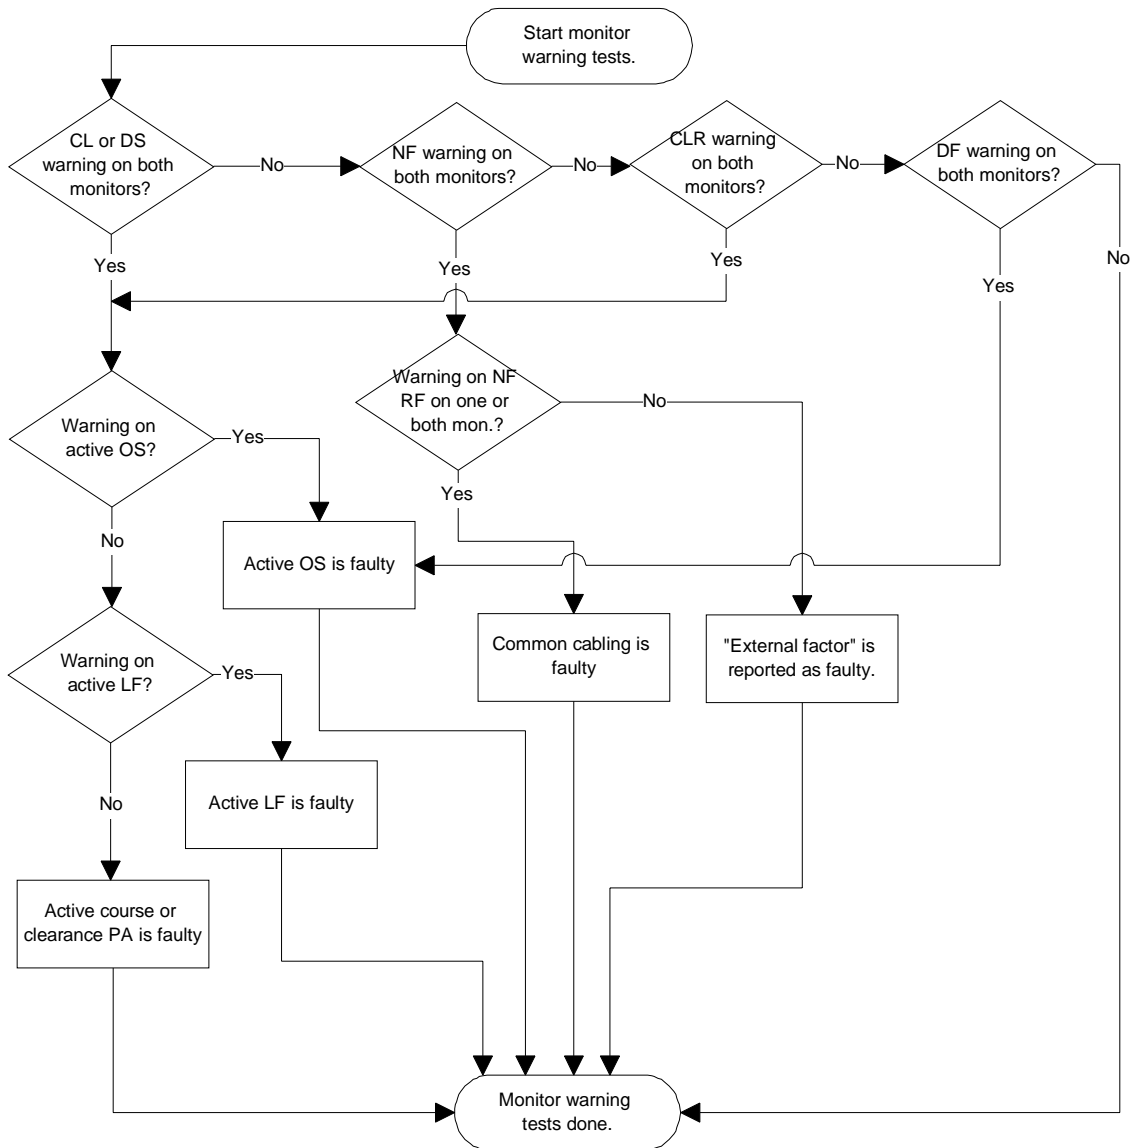 Start monitor
warning tests.
CL or DS
warning on both
monitors?
No
NF warning on
both monitors?
No
CLR warning
on both
monitors?
No
DF warning on
both monitors?
No
Yes
Yes
Yes
Yes
Warning on NF
RF on one or
both mon.?
No
Yes
Warning on
active OS?
Yes
No
Active OS is faulty
Common cabling is
faulty
"External factor" is
reported as faulty.
Warning on
active LF?
Yes
No
Active LF is faulty
Active course or
clearance PA is faulty
Monitor warning
tests done.